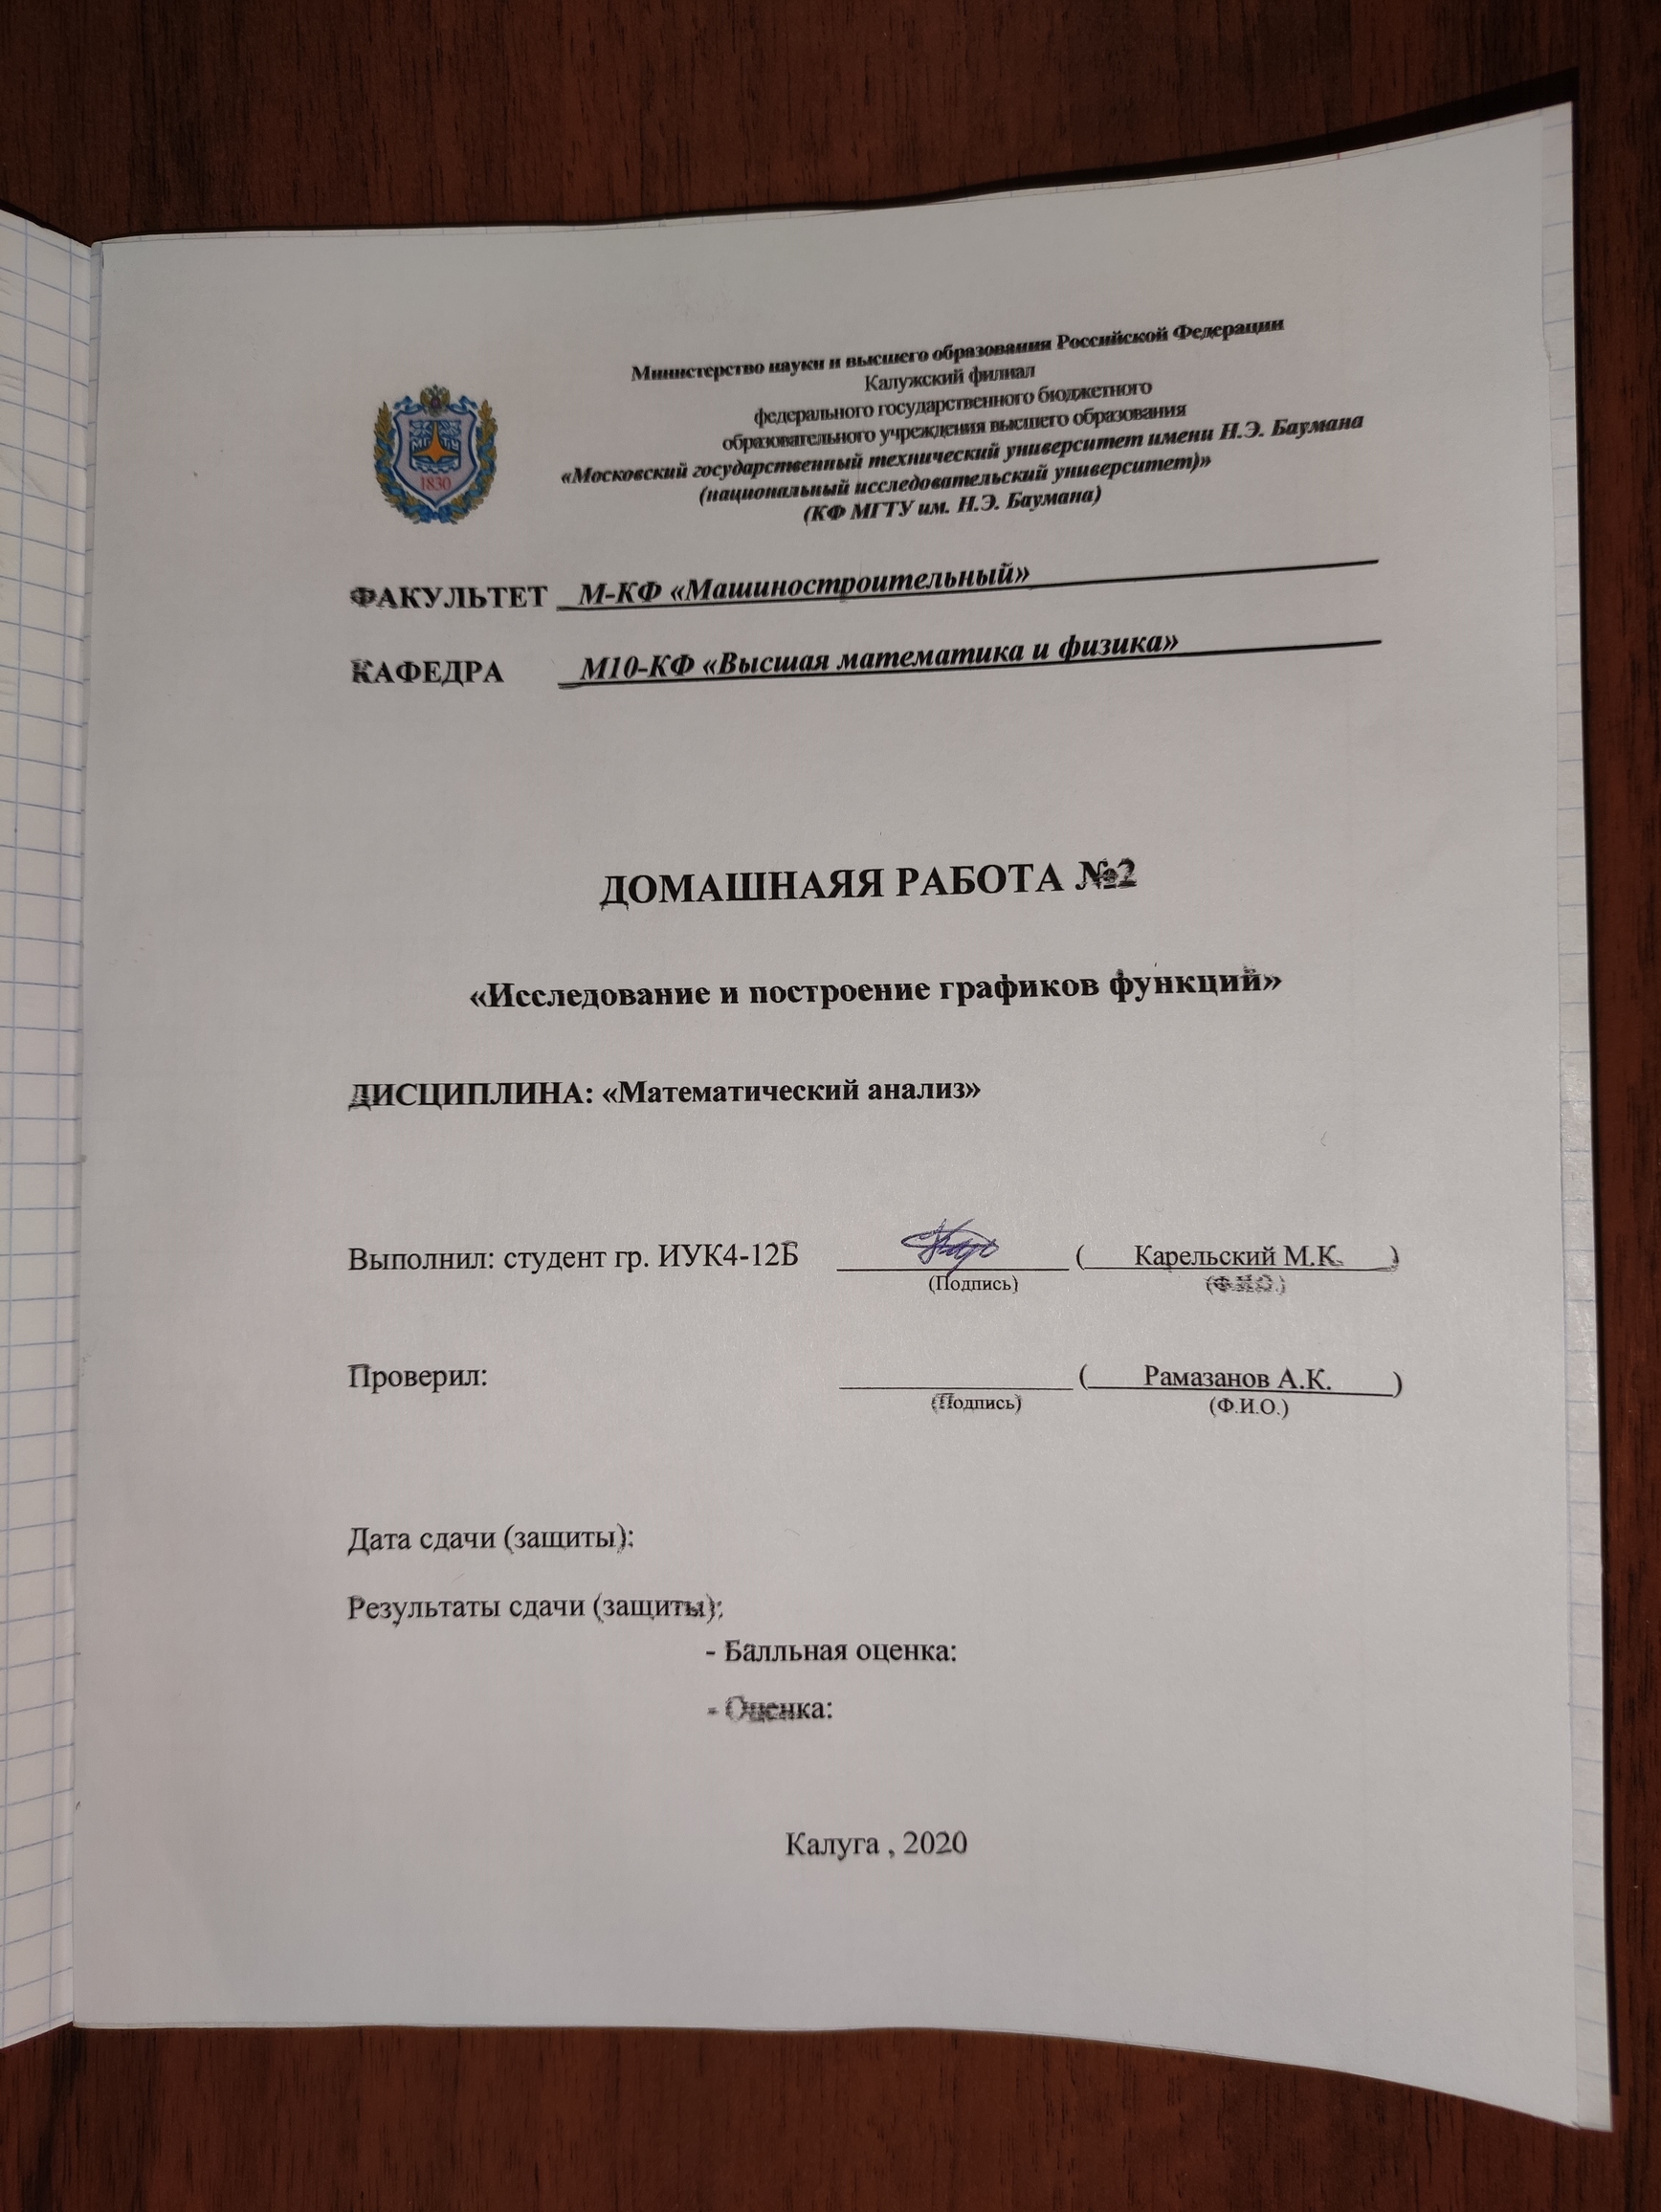 Министерство науки и высшего образования Российской Федерации
Калужский филиал
федерального государственного бюджетного
образовательного учреждения высшего образования
«Московский государственный технический университет имени Н.Э. Баумана
(национальный исследовательский университет)»
(КФ МГТУ им. Н.Э. Баумана)
МГТУ
1830
ФАКУЛЬТЕТ М-КФ «Машиностроительный»
КАФЕДРА М10-КФ «Высшая математика и физика»
ДОМАШНАЯЯ РАБОТА №2
«Исследование и построение графиков функций»
ДИСЦИПЛИНА: «Математический анализ»
Выполнил: студент гр. ИУК4-12Б ( Карельский М.К. )
(Подпись) (Ф.И.О.)
Проверил: ( Рамазанов А.К. )
(Подпись) (Ф.И.О.)
Дата сдачи (защиты):
Результаты сдачи (защиты):
- Балльная оценка:
- Оценка:
Калуга , 2020